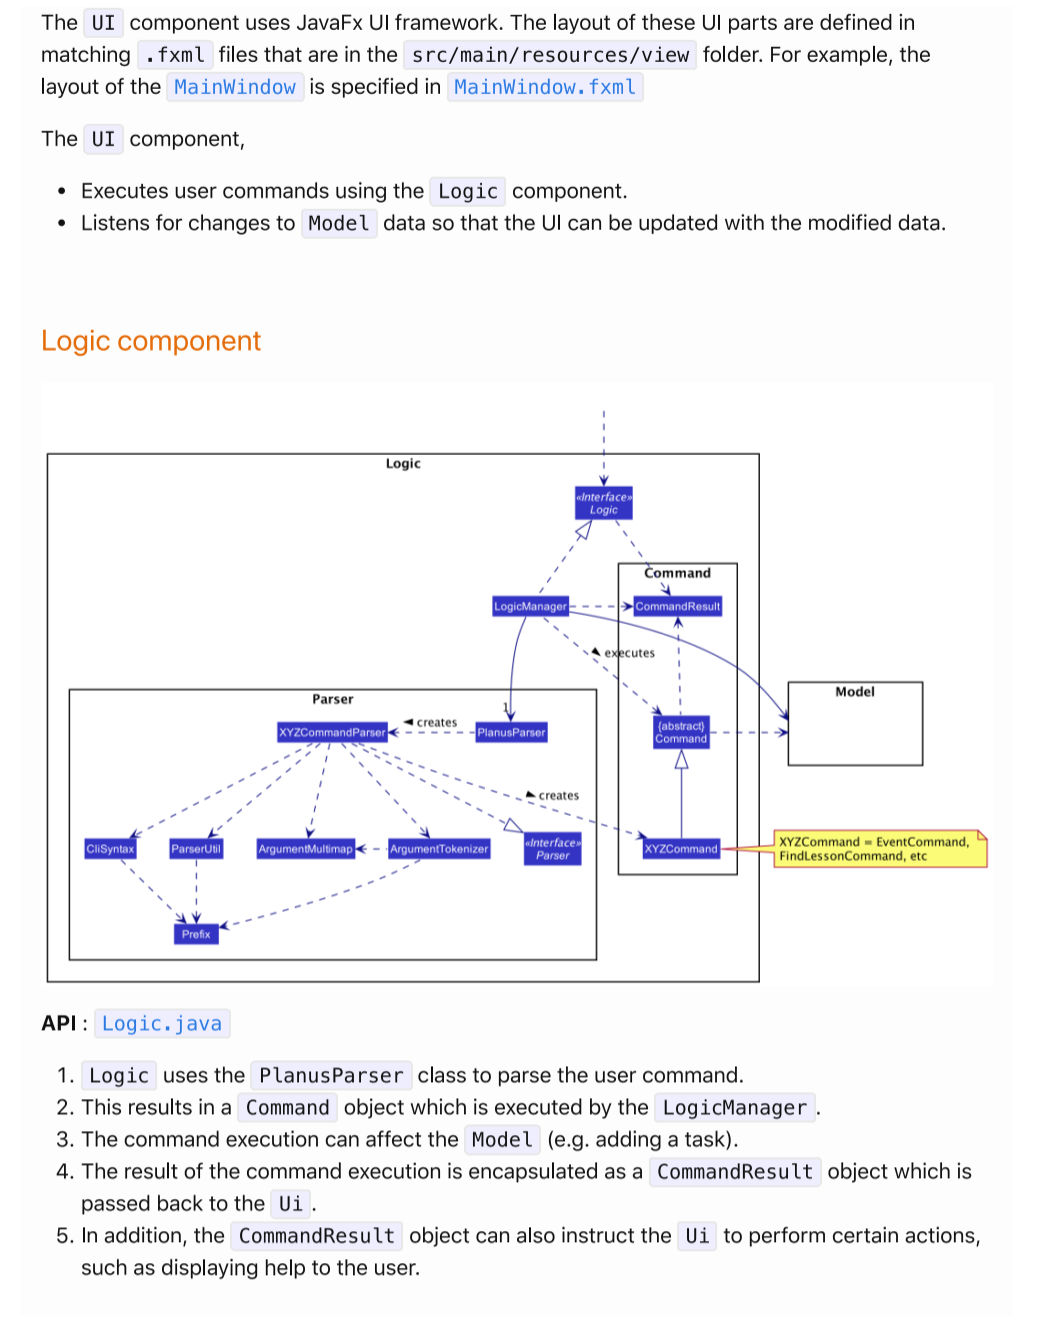 The UI component uses JavaFx UI framework. The layout of these UI parts are defined in
matching .fxml files that are in the src/main/resources/view folder. For example, the
layout of the MainWindow is specified in MainWindow.fxml
The UI component,
• Executes user commands using the Logic component.
• Listens for changes to Model data so that the UI can be updated with the modified data.
Logic component
Logic
«Interface»
Logic
Command
LogicManager
CommandResult
executes
Model
Parser
1
creates
XYZCommandParser
PlanusParser
{abstract}
Command
creates
CliSyntax
ParserUtil
ArgumentMultimap
ArgumentTokenizer
«Interface»
Parser
XYZCommand
XYZCommand = EventCommand,
FindLessonCommand, etc
Prefix
API : Logic.java
1. Logic uses the PlanusParser class to parse the user command.
2. This results in a Command object which is executed by the LogicManager .
3. The command execution can affect the Model (e.g. adding a task).
4. The result of the command execution is encapsulated as a CommandResult object which is
passed back to the Ui .
5. In addition, the CommandResult object can also instruct the Ui to perform certain actions,
such as displaying help to the user.